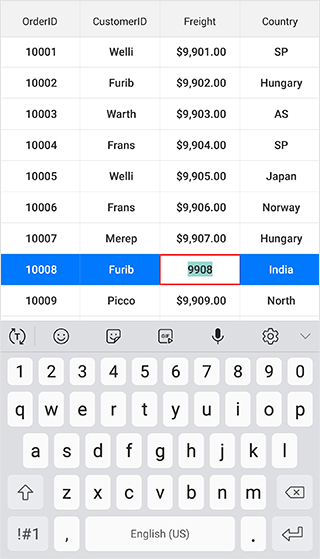 OrderID CustomerID Freight Country
10001 Welli $9,901.00 SP
10002 Furib $9,902.00 Hungary
10003 Warth $9,903.00 AS
10004 Frans $9,904.00 SP
10005 Welli $9,905.00 Japan
10006 Frans $9,906.00 Norway
10007 Merep $9,907.00 Hungary
10008 Furib 9908 India
10009 Picco $9,909.00 North
T GIF
1 2 3 4 5 6 7 8 9 0
q w e r t y u i o p
a s d f g h j k l
z x c v b n m
!#1 , English (US) .